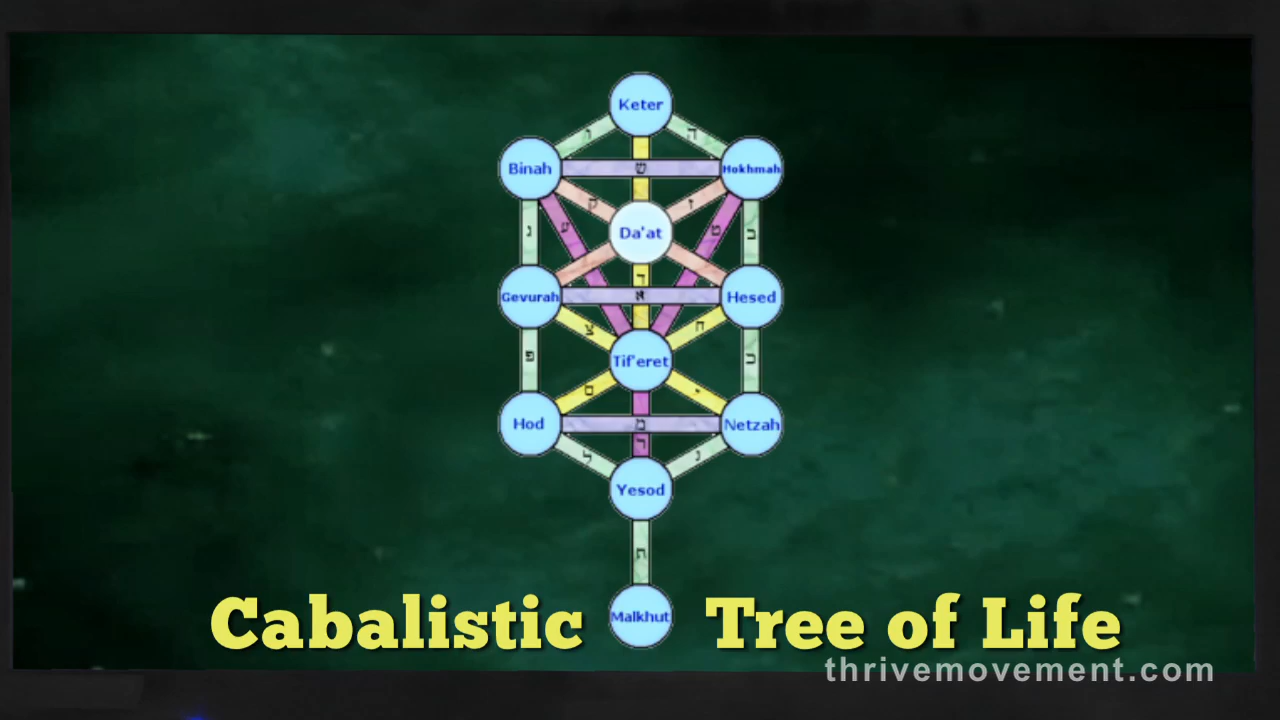 Keter
ו
ה
Binah
ש
Hokhmah
ק
ז
נ
ע
Da'at
ט
ב
ד
Gevurah
א
Hesed
צ
ח
פ
Tif'eret
כ
ם
י
Hod
מ
Netzah
ר
ל
נ
Yesod
ת
Cabalistic Malkhut Tree of Life
thrivemovement.com